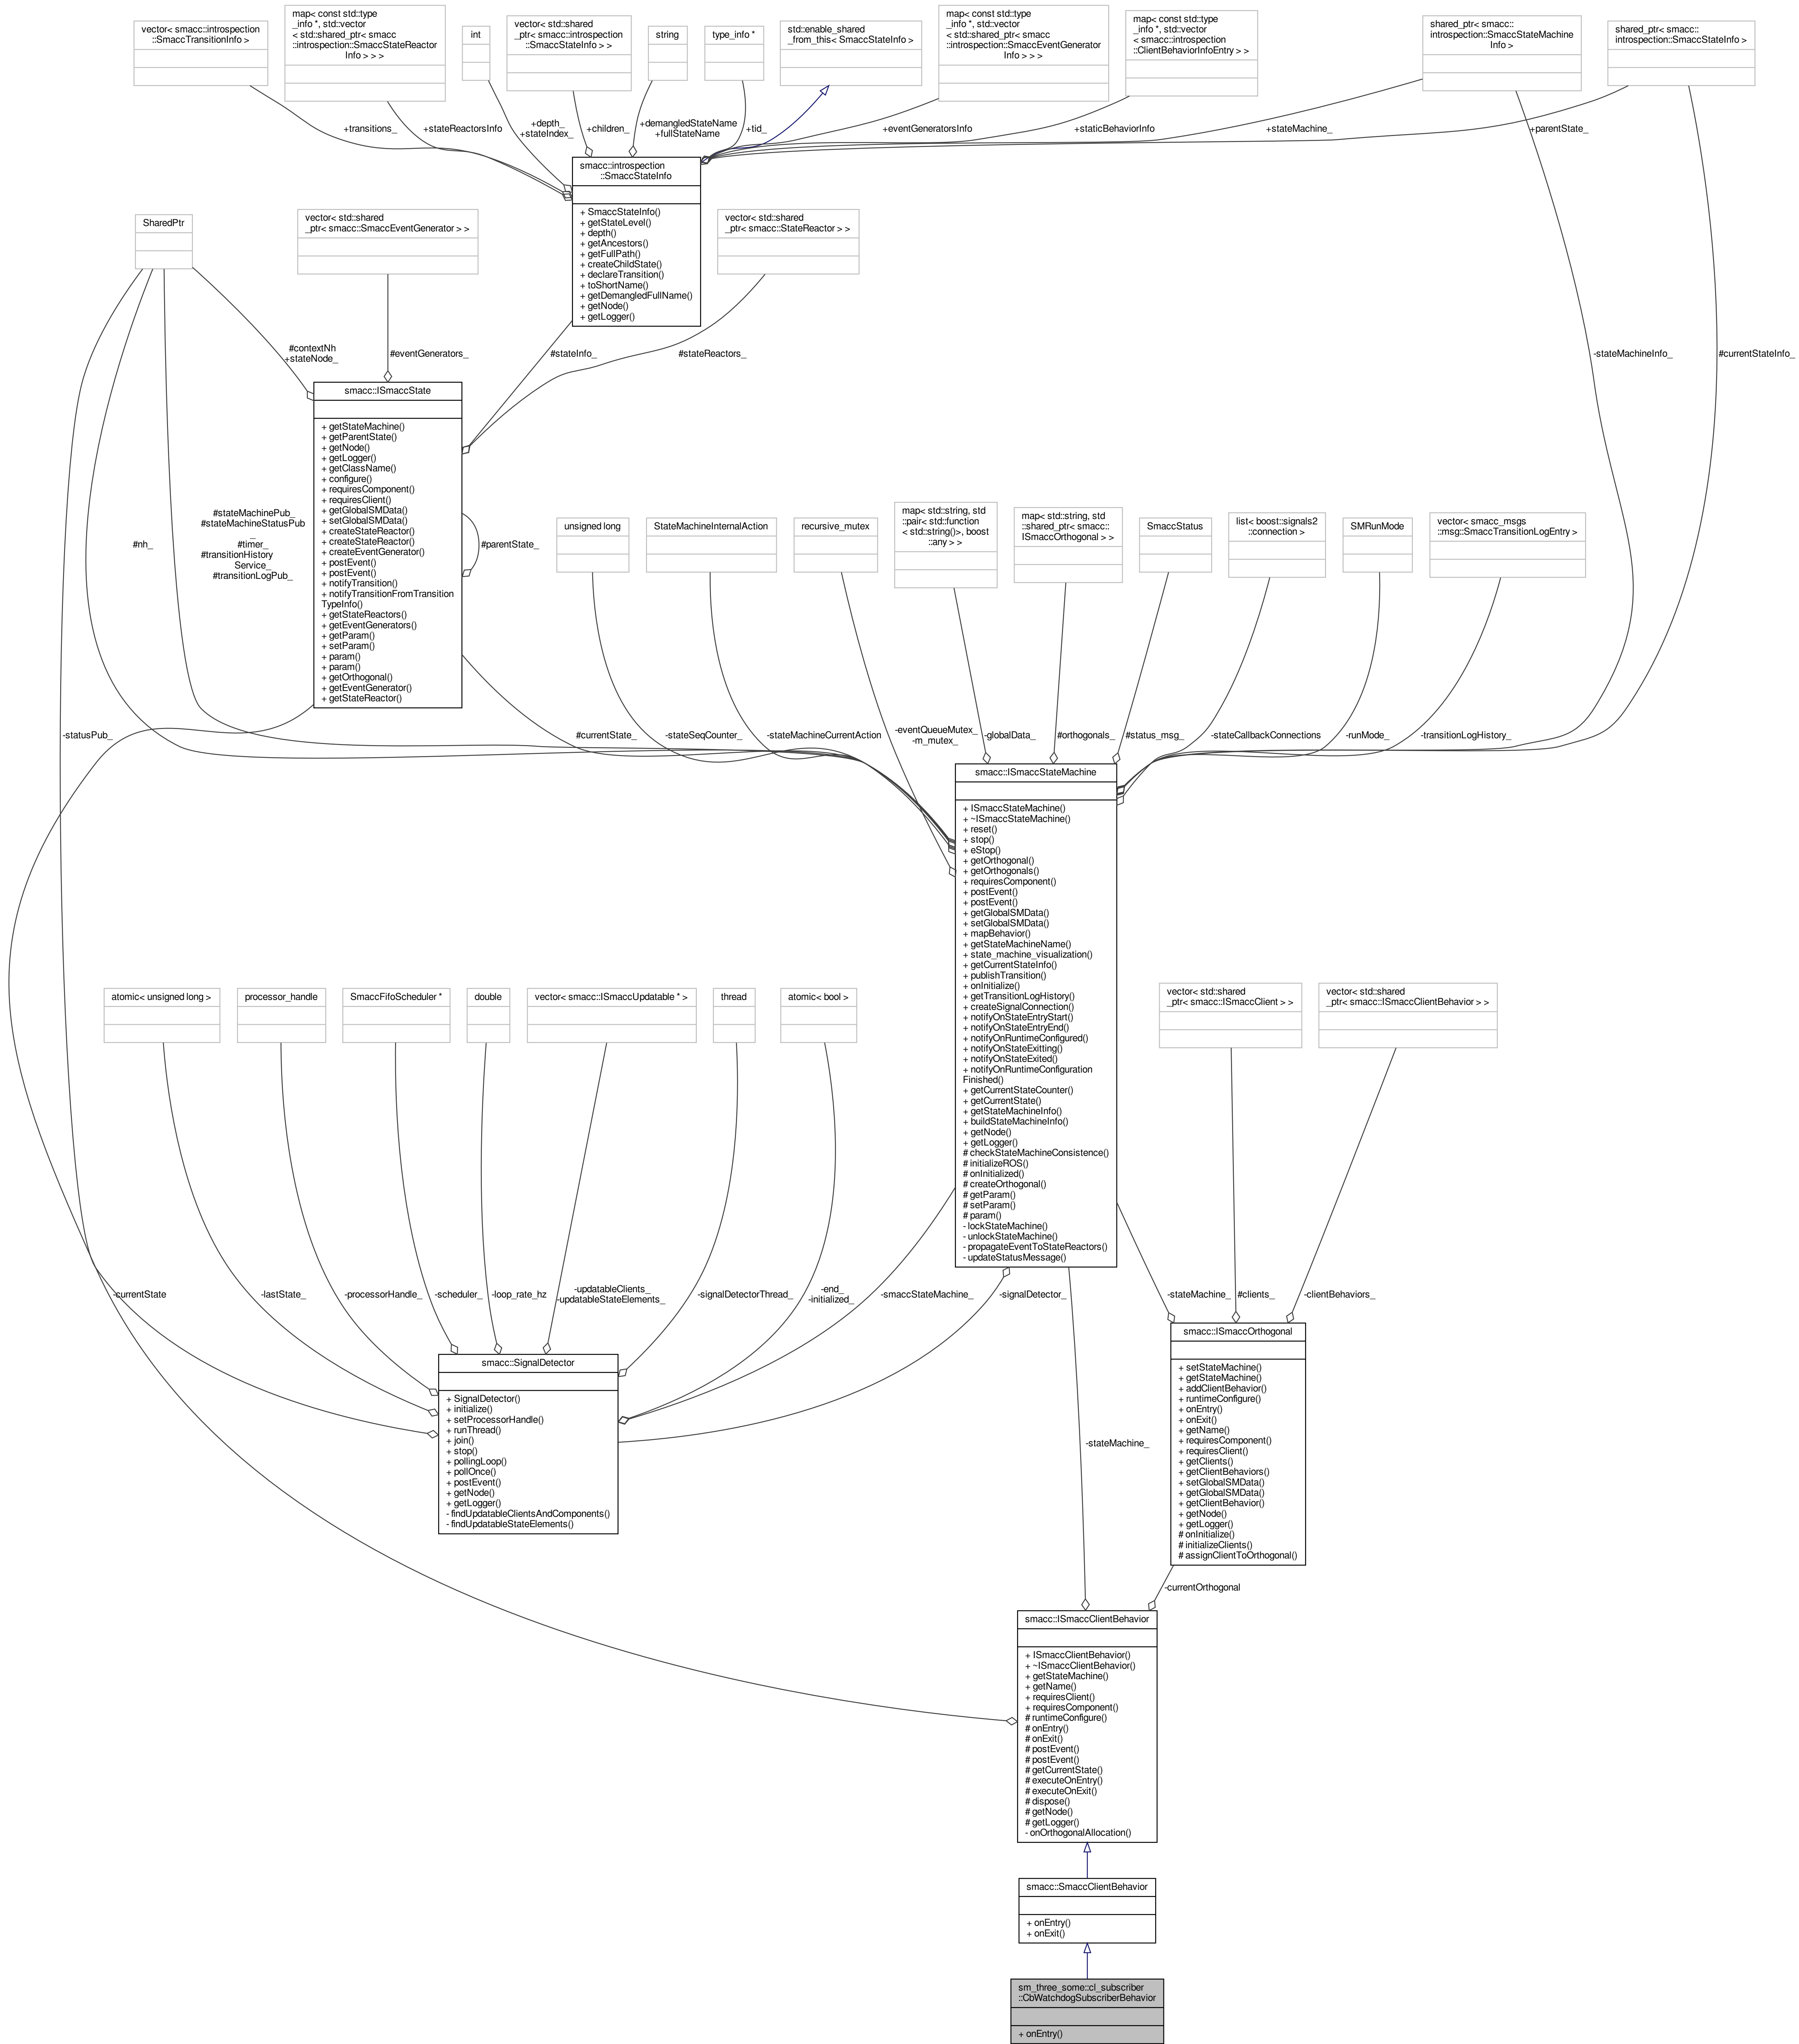 vector< smacc::introspection
::SmaccTransitionInfo >
map< const std::type
_info *, std::vector
< std::shared_ptr< smacc
::introspection::SmaccStateReactor
Info > > >
int
vector< std::shared
_ptr< smacc::introspection
::SmaccStateInfo > >
string
type_info *
std::enable_shared
_from_this< SmaccStateInfo >
map< const std::type
_info *, std::vector
< std::shared_ptr< smacc
::introspection::SmaccEventGenerator
Info > > >
map< const std::type
_info *, std::vector
< smacc::introspection
::ClientBehaviorInfoEntry > >
shared_ptr< smacc::
introspection::SmaccStateMachine
Info >
shared_ptr< smacc::
introspection::SmaccStateInfo >
+transitions_
+stateReactorsInfo
+depth_
+stateIndex_
+children_
+demangledStateName
+fullStateName
+tid_
+eventGeneratorsInfo
+staticBehaviorInfo
+stateMachine_
+parentState_
smacc::introspection
::SmaccStateInfo
+ SmaccStateInfo()
+ getStateLevel()
+ depth()
+ getAncestors()
+ getFullPath()
+ createChildState()
+ declareTransition()
+ toShortName()
+ getDemangledFullName()
+ getNode()
+ getLogger()
SharedPtr
vector< std::shared
_ptr< smacc::SmaccEventGenerator > >
vector< std::shared
_ptr< smacc::StateReactor > >
#contextNh
+stateNode_
#eventGenerators_
#stateInfo_
#stateReactors_
-stateMachineInfo_
#currentStateInfo_
smacc::ISmaccState
+ getStateMachine()
+ getParentState()
+ getNode()
+ getLogger()
+ getClassName()
+ configure()
+ requiresComponent()
+ requiresClient()
+ getGlobalSMData()
+ setGlobalSMData()
+ createStateReactor()
+ createStateReactor()
+ createEventGenerator()
+ postEvent()
+ postEvent()
+ notifyTransition()
+ notifyTransitionFromTransition
TypeInfo()
+ getStateReactors()
+ getEventGenerators()
+ getParam()
+ setParam()
+ param()
+ param()
+ getOrthogonal()
+ getEventGenerator()
+ getStateReactor()
#parentState_
#nh_
#stateMachinePub_
#stateMachineStatusPub
_
#timer_
#transitionHistory
Service_
#transitionLogPub_
unsigned long
StateMachineInternalAction
recursive_mutex
map< std::string, std
::pair< std::function
< std::string()>, boost
::any > >
map< std::string, std
::shared_ptr< smacc::
ISmaccOrthogonal > >
SmaccStatus
list< boost::signals2
::connection >
SMRunMode
vector< smacc_msgs
::msg::SmaccTransitionLogEntry >
-statusPub_
#currentState_
-stateSeqCounter_
-stateMachineCurrentAction
-eventQueueMutex_
-m_mutex_
-globalData_
#orthogonals_
#status_msg_
-stateCallbackConnections
-runMode_
-transitionLogHistory_
smacc::ISmaccStateMachine
+ ISmaccStateMachine()
+ ~ISmaccStateMachine()
+ reset()
+ stop()
+ eStop()
+ getOrthogonal()
+ getOrthogonals()
+ requiresComponent()
+ postEvent()
+ postEvent()
+ getGlobalSMData()
+ setGlobalSMData()
+ mapBehavior()
+ getStateMachineName()
+ state_machine_visualization()
+ getCurrentStateInfo()
+ publishTransition()
+ onInitialize()
+ getTransitionLogHistory()
+ createSignalConnection()
+ notifyOnStateEntryStart()
+ notifyOnStateEntryEnd()
+ notifyOnRuntimeConfigured()
+ notifyOnStateExitting()
+ notifyOnStateExited()
+ notifyOnRuntimeConfiguration
Finished()
+ getCurrentStateCounter()
+ getCurrentState()
+ getStateMachineInfo()
+ buildStateMachineInfo()
+ getNode()
+ getLogger()
# checkStateMachineConsistence()
# initializeROS()
# onInitialized()
# createOrthogonal()
# getParam()
# setParam()
# param()
- lockStateMachine()
- unlockStateMachine()
- propagateEventToStateReactors()
- updateStatusMessage()
atomic< unsigned long >
processor_handle
SmaccFifoScheduler *
double
vector< smacc::ISmaccUpdatable * >
thread
atomic< bool >
vector< std::shared
_ptr< smacc::ISmaccClient > >
vector< std::shared
_ptr< smacc::ISmaccClientBehavior > >
-currentState
-lastState_
-processorHandle_
-scheduler_
-loop_rate_hz
-updatableClients_
-updatableStateElements_
-signalDetectorThread_
-end_
-initialized_
-smaccStateMachine_
-signalDetector_
-stateMachine_
#clients_
-clientBehaviors_
smacc::SignalDetector
+ SignalDetector()
+ initialize()
+ setProcessorHandle()
+ runThread()
+ join()
+ stop()
+ pollingLoop()
+ pollOnce()
+ postEvent()
+ getNode()
+ getLogger()
- findUpdatableClientsAndComponents()
- findUpdatableStateElements()
smacc::ISmaccOrthogonal
+ setStateMachine()
+ getStateMachine()
+ addClientBehavior()
+ runtimeConfigure()
+ onEntry()
+ onExit()
+ getName()
+ requiresComponent()
+ requiresClient()
+ getClients()
+ getClientBehaviors()
+ setGlobalSMData()
+ getGlobalSMData()
+ getClientBehavior()
+ getNode()
+ getLogger()
# onInitialize()
# initializeClients()
# assignClientToOrthogonal()
-stateMachine_
-currentOrthogonal
smacc::ISmaccClientBehavior
+ ISmaccClientBehavior()
+ ~ISmaccClientBehavior()
+ getStateMachine()
+ getName()
+ requiresClient()
+ requiresComponent()
# runtimeConfigure()
# onEntry()
# onExit()
# postEvent()
# postEvent()
# getCurrentState()
# executeOnEntry()
# executeOnExit()
# dispose()
# getNode()
# getLogger()
- onOrthogonalAllocation()
smacc::SmaccClientBehavior
+ onEntry()
+ onExit()
sm_three_some::cl_subscriber
::CbWatchdogSubscriberBehavior
+ onEntry()